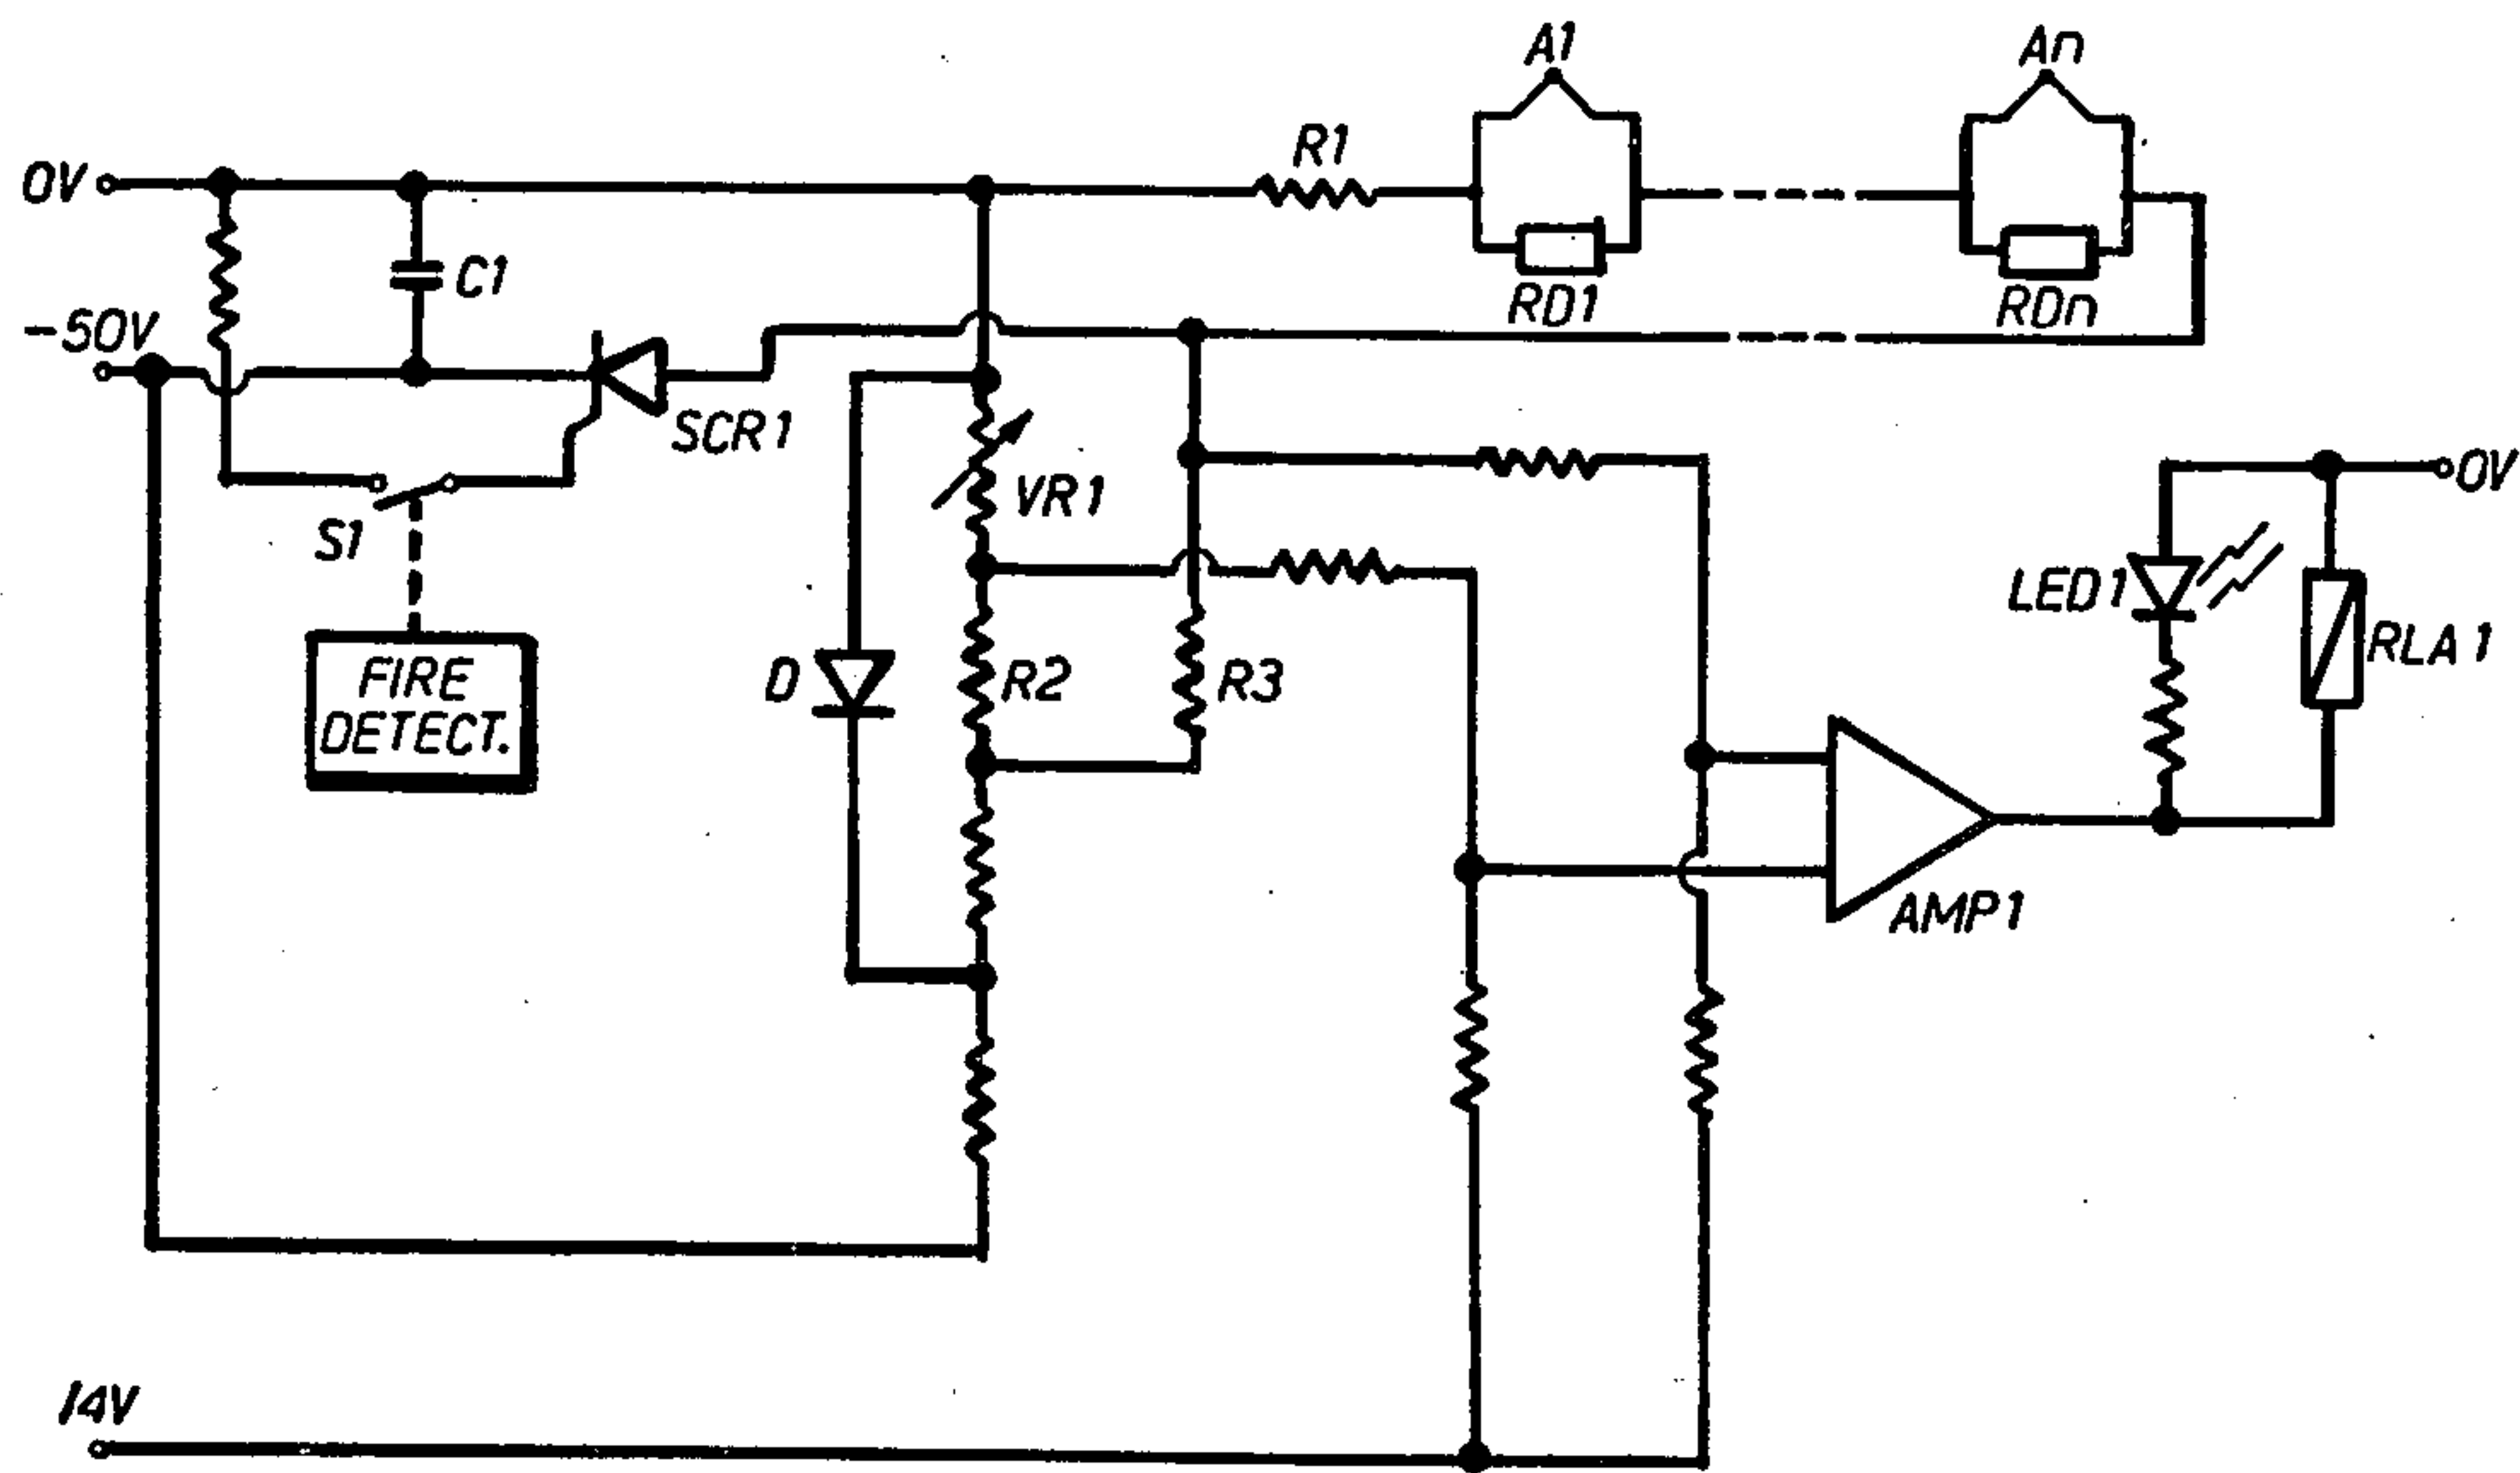 A1
An
R1
0V
C1
RD1
RDn
-50V
SCR1
VR1
0V
S1
LED1
RLA1
FIRE
DETECT.
D
R2
R3
AMP1
14V